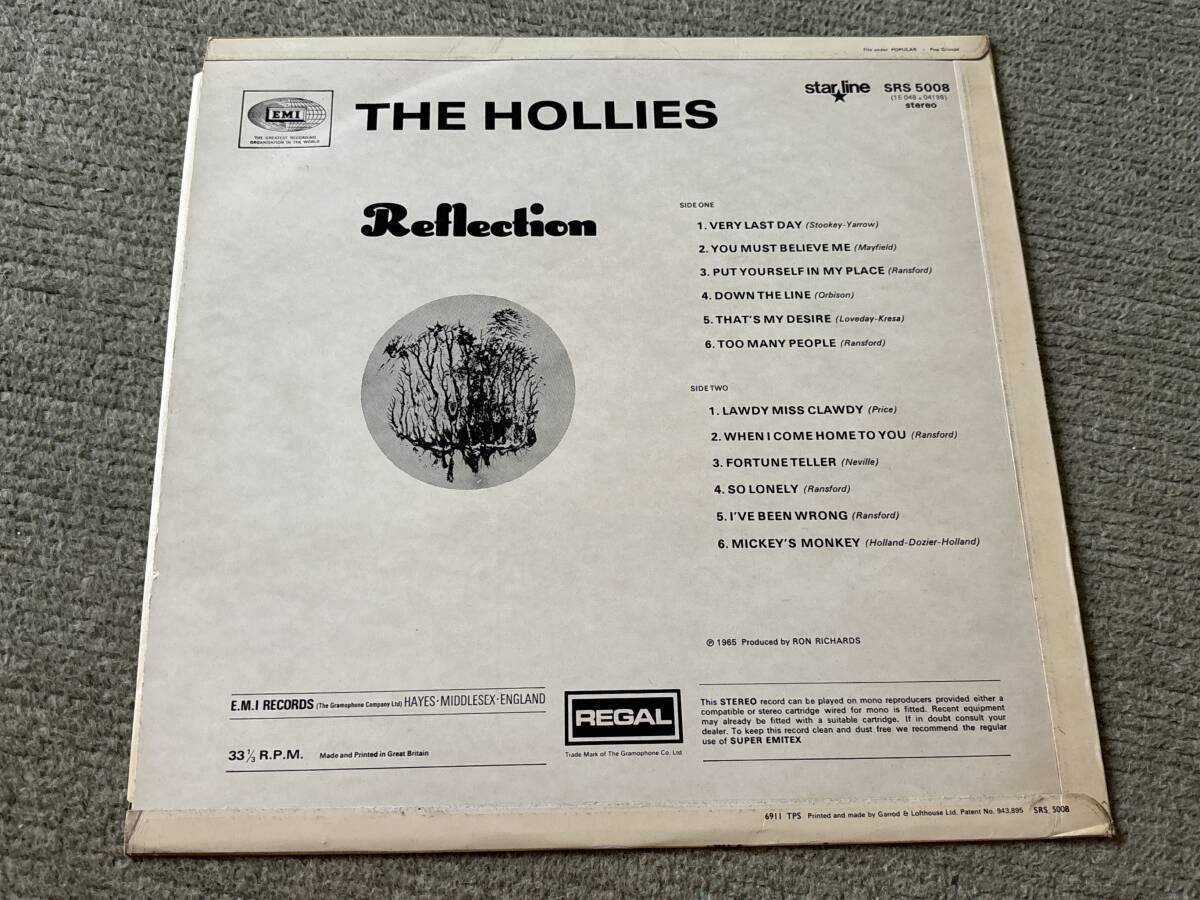 File under POPULAR : Pop Groups
EMI
THE GREATEST RECORDING
ORGANISATION IN THE WORLD
THE HOLLIES
star line
SRS 5008
(1E 048 o 04198)
stereo
Reflection
SIDE ONE
1. VERY LAST DAY (Stookey-Yarrow)
2. YOU MUST BELIEVE ME (Mayfield)
3. PUT YOURSELF IN MY PLACE (Ransford)
4. DOWN THE LINE (Orbison)
5. THAT'S MY DESIRE (Loveday-Kresa)
6. TOO MANY PEOPLE (Ransford)
SIDE TWO
1. LAWDY MISS CLAWDY (Price)
2. WHEN I COME HOME TO YOU (Ransford)
3. FORTUNE TELLER (Neville)
4. SO LONELY (Ransford)
5. I'VE BEEN WRONG (Ransford)
6. MICKEY'S MONKEY (Holland-Dozier-Holland)
℗ 1965 Produced by RON RICHARDS
E.M.I RECORDS (The Gramophone Company Ltd) HAYES·MIDDLESEX·ENGLAND
33⅓ R.P.M. Made and Printed in Great Britain
REGAL
Trade Mark of The Gramophone Co. Ltd
This STEREO record can be played on mono reproducers provided either a
compatible or stereo cartridge wired for mono is fitted. Recent equipment
may already be fitted with a suitable cartridge. If in doubt consult your
dealer. To keep this record clean and dust free we recommend the regular
use of SUPER EMITEX
6911 TPS Printed and made by Garrod & Lofthouse Ltd. Patent No. 943,895 SRS 5008